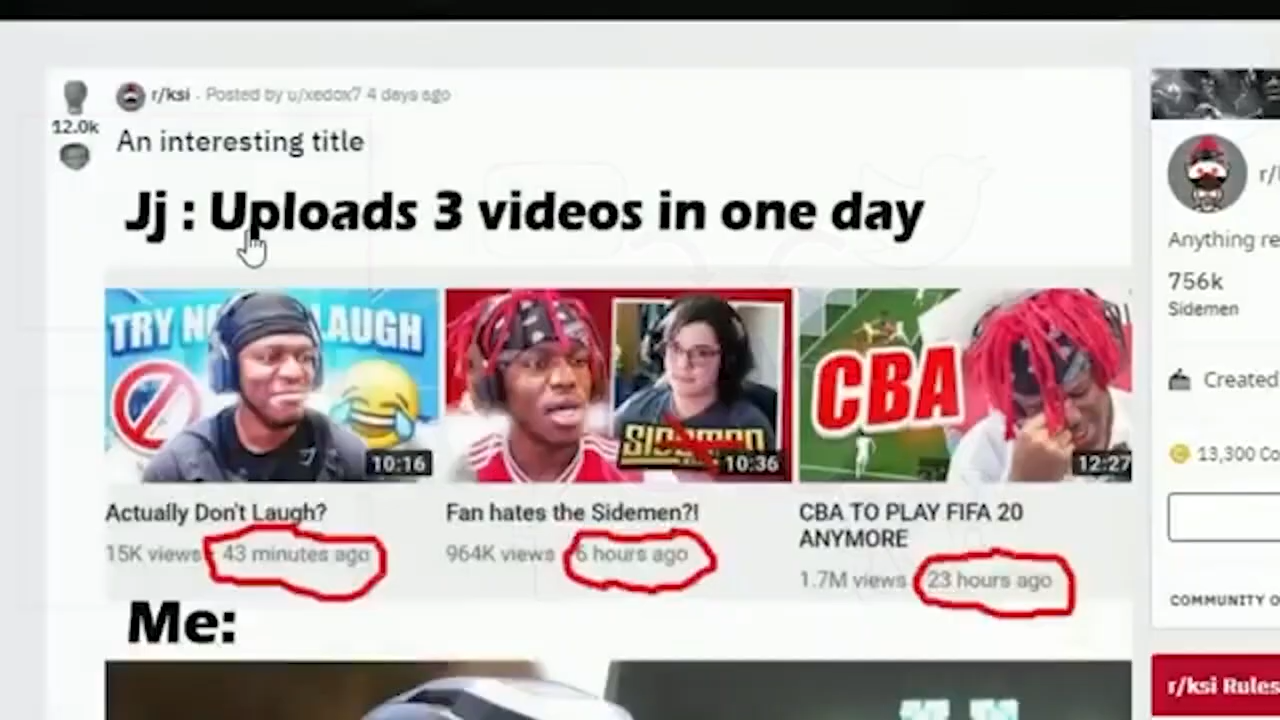 r/ksi · Posted by u/xedox7 4 days ago
12.0k
An interesting title
Jj : Uploads 3 videos in one day
TRY N LAUGH
10:16
SIDEMEN
10:36
CBA
12:27
Actually Don't Laugh?
15K views · 43 minutes ago
Fan hates the Sidemen?!
964K views · 6 hours ago
CBA TO PLAY FIFA 20
ANYMORE
1.7M views · 23 hours ago
Me:
Anything re
756k
Sidemen
Created
13,300 Co
COMMUNITY O
r/ksi Rules